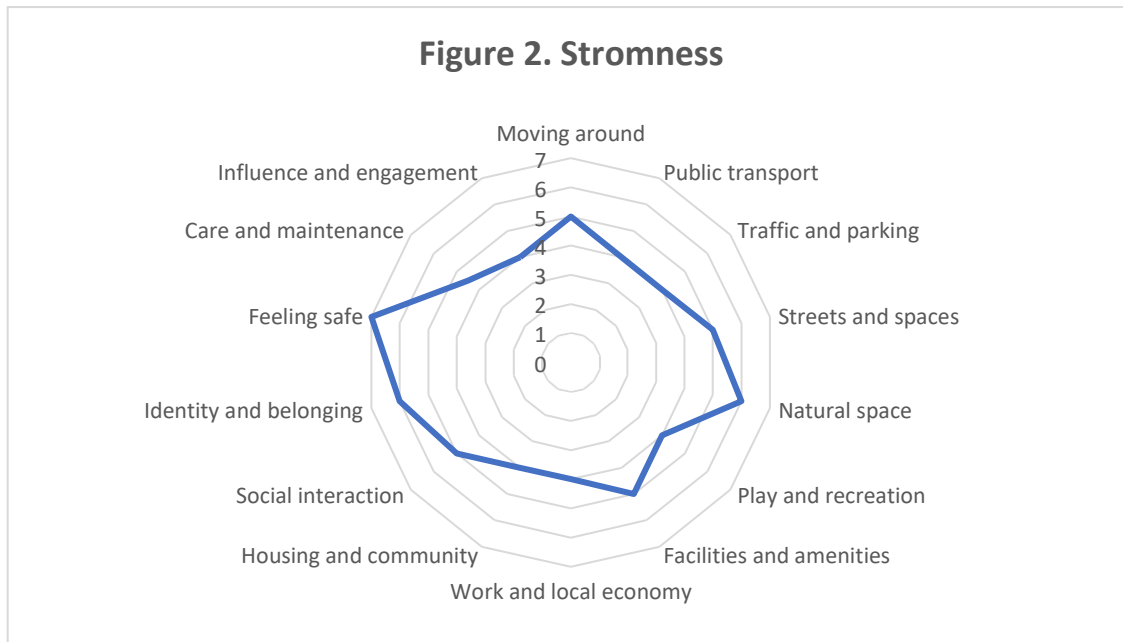 Figure 2. Stromness
Moving around
Public transport
Traffic and parking
Streets and spaces
Natural space
Play and recreation
Facilities and amenities
Work and local economy
Housing and community
Social interaction
Identity and belonging
Feeling safe
Care and maintenance
Influence and engagement
7
6
5
4
3
2
1
0